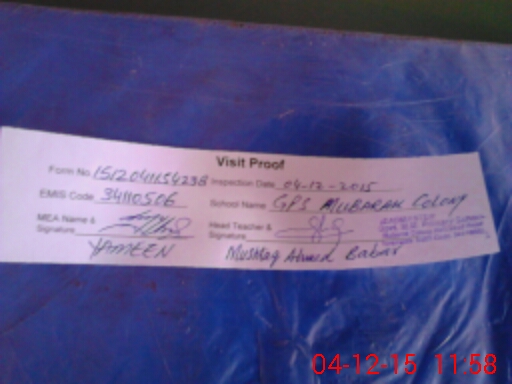 Visit Proof
Form No. 151204115423B Inspection Date 04-12-2015
EMIS Code 34110506 School Name GPS MUBARAK Colony
MEA Name & Signature Head Teacher & Signature
YAMEEN Mushtaq Ahmed Babar
04-12-15 11:58